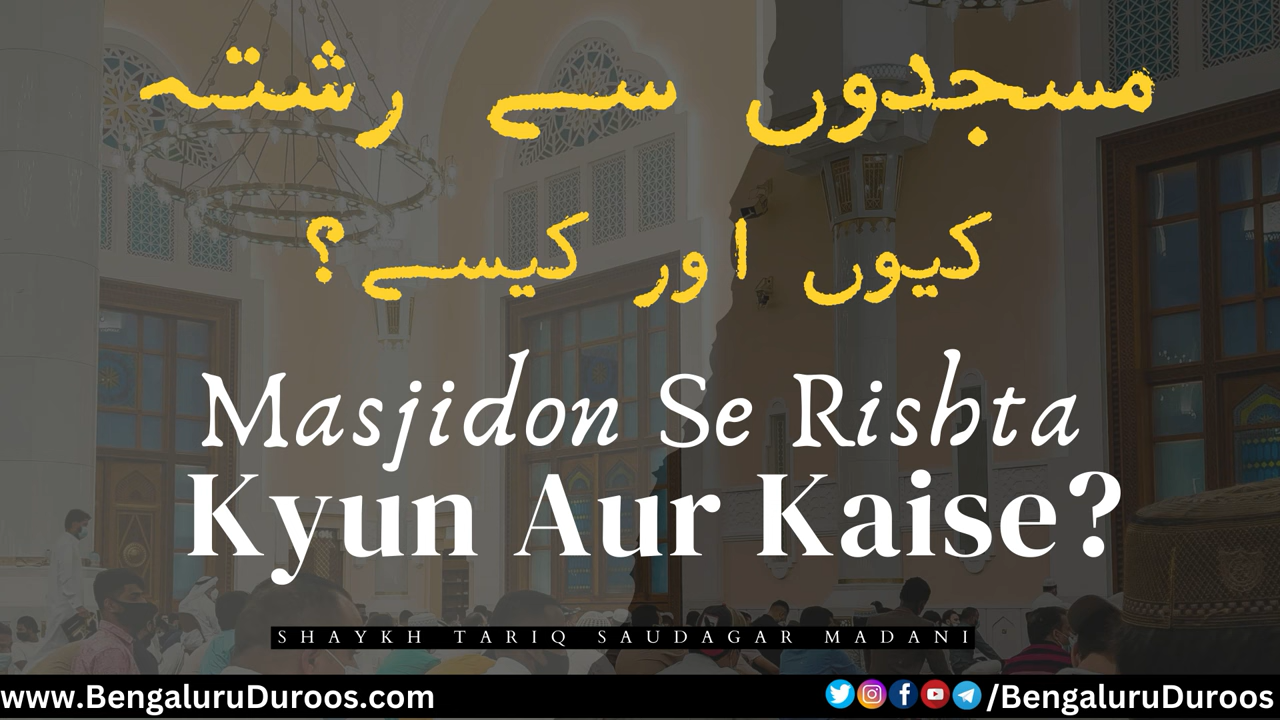 مسجدوں سے رشتہ
کیوں اور کیسے؟
Masjidon Se Rishta
Kyun Aur Kaise?
SHAYKH TARIQ SAUDAGAR MADANI
www.BengaluruDuroos.com
/BengaluruDuroos